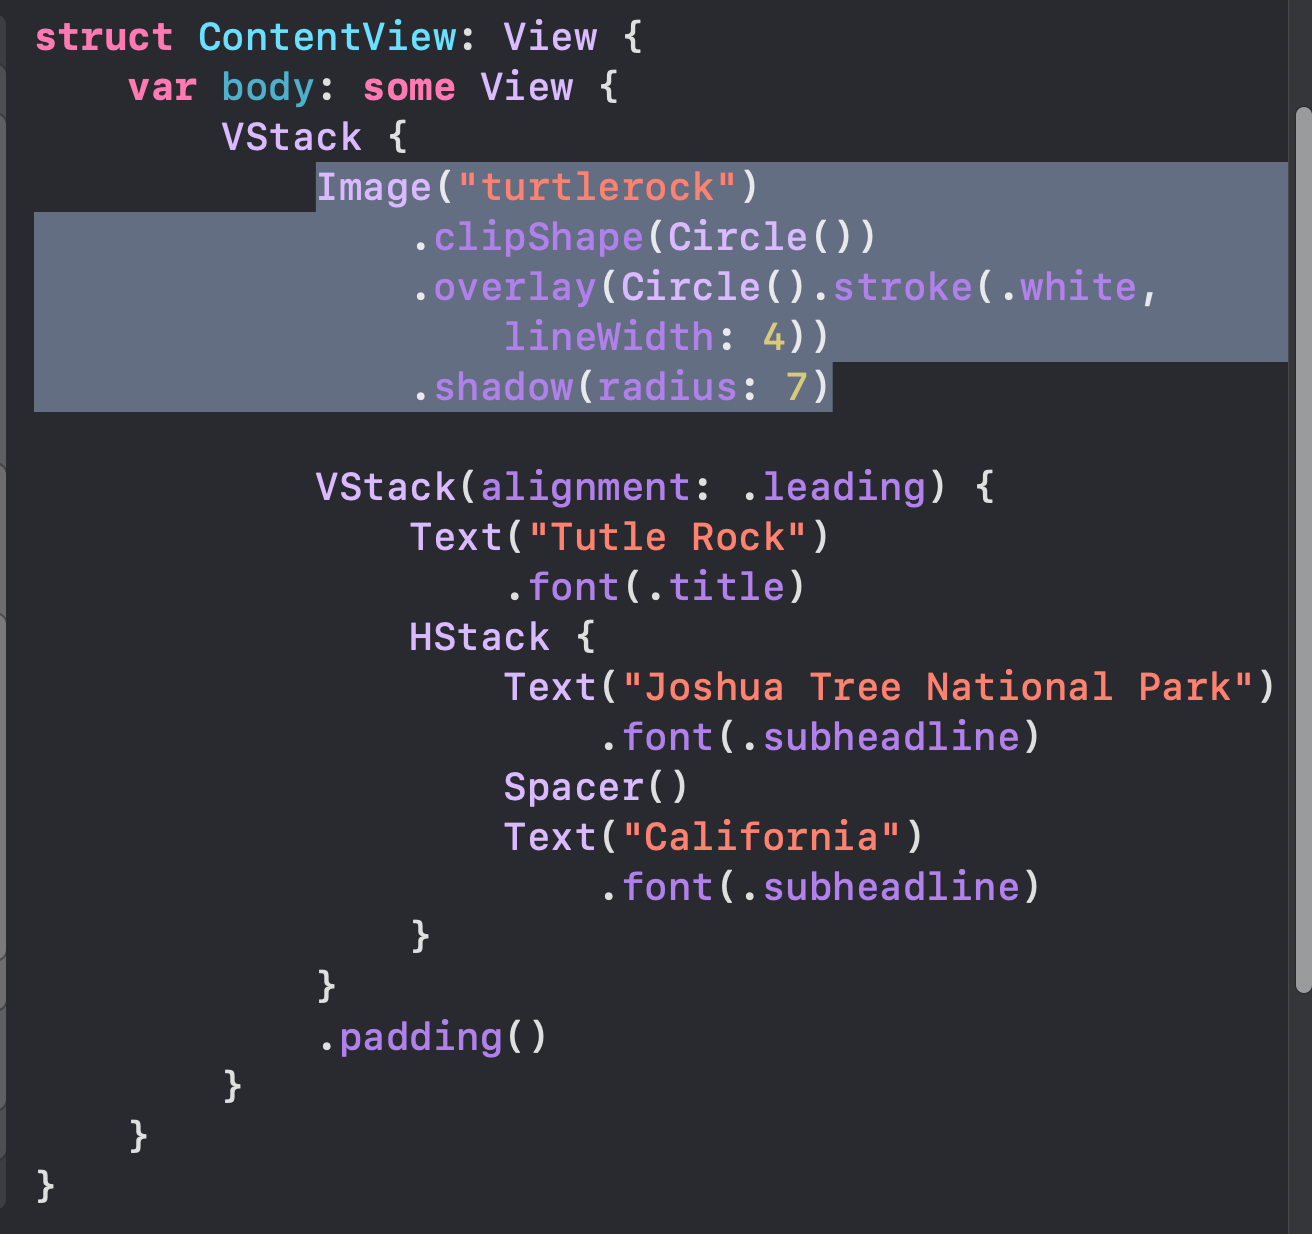 struct ContentView: View {
    var body: some View {
        VStack {
            Image("turtlerock")
                .clipShape(Circle())
                .overlay(Circle().stroke(.white,
                    lineWidth: 4))
                .shadow(radius: 7)

            VStack(alignment: .leading) {
                Text("Tutle Rock")
                    .font(.title)
                HStack {
                    Text("Joshua Tree National Park")
                        .font(.subheadline)
                    Spacer()
                    Text("California")
                        .font(.subheadline)
                }
            }
            .padding()
        }
    }
}